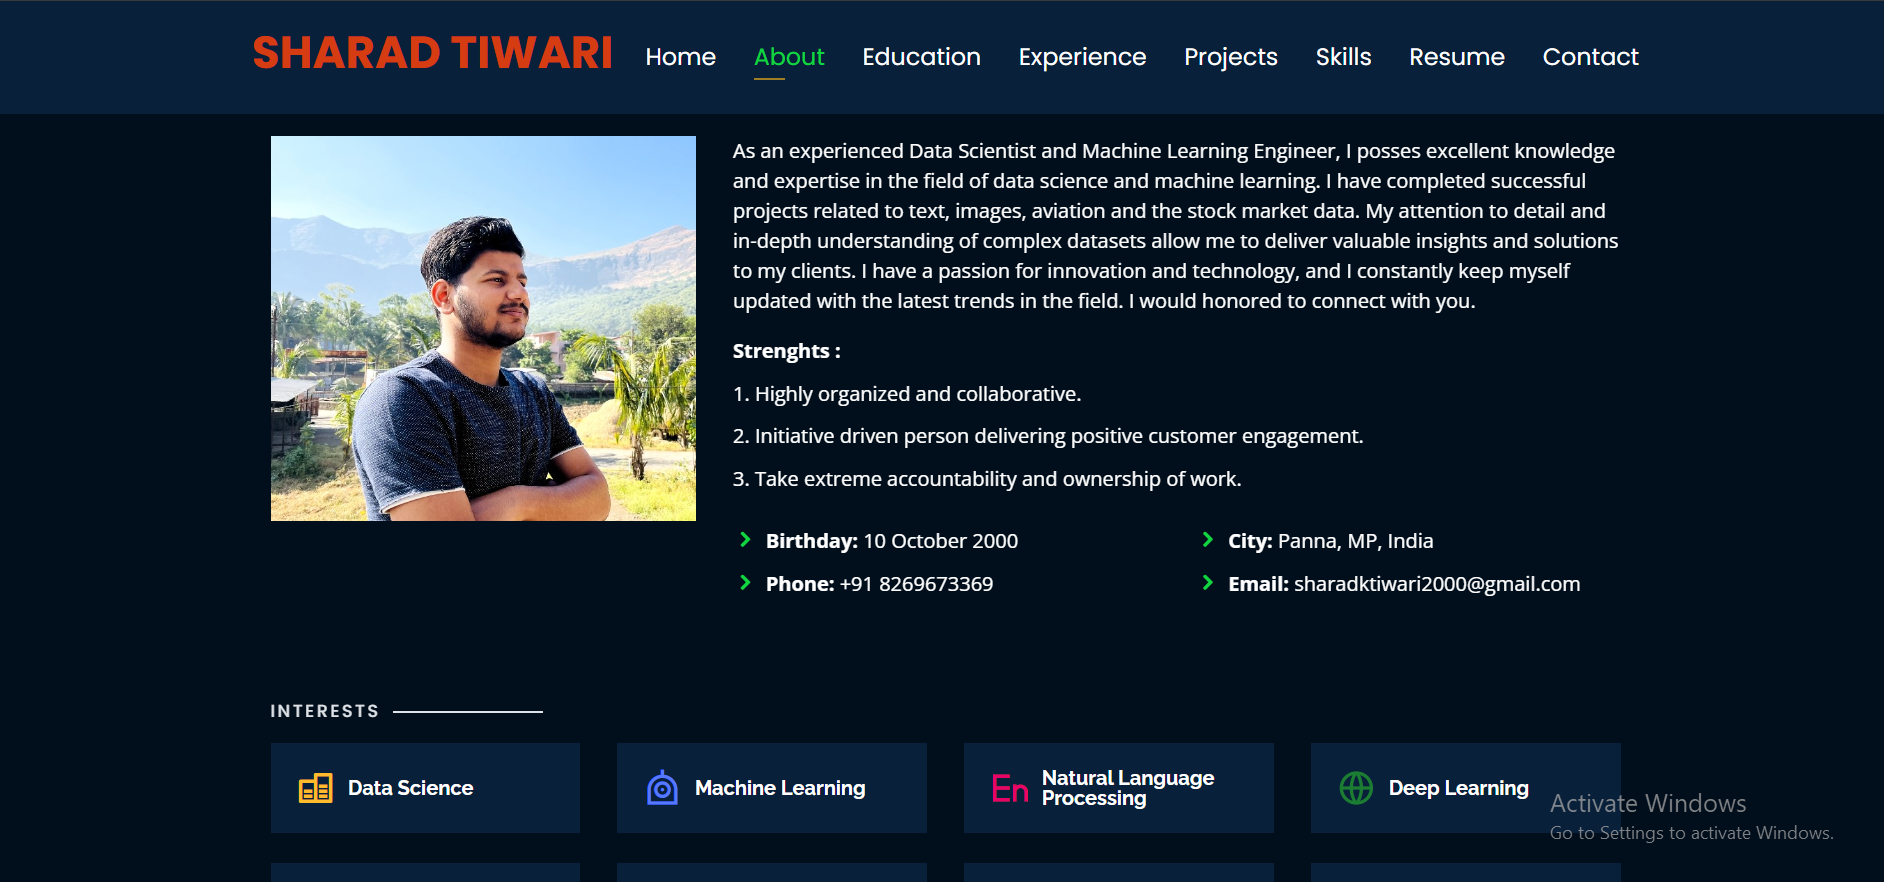 SHARAD TIWARI Home About Education Experience Projects Skills Resume Contact
As an experienced Data Scientist and Machine Learning Engineer, I posses excellent knowledge
and expertise in the field of data science and machine learning. I have completed successful
projects related to text, images, aviation and the stock market data. My attention to detail and
in-depth understanding of complex datasets allow me to deliver valuable insights and solutions
to my clients. I have a passion for innovation and technology, and I constantly keep myself
updated with the latest trends in the field. I would honored to connect with you.
Strenghts :
1. Highly organized and collaborative.
2. Initiative driven person delivering positive customer engagement.
3. Take extreme accountability and ownership of work.
Birthday: 10 October 2000
City: Panna, MP, India
Phone: +91 8269673369
Email: sharadktiwari2000@gmail.com
INTERESTS
Data Science
Machine Learning
En
Natural Language
Processing
Deep Learning
Activate Windows
Go to Settings to activate Windows.